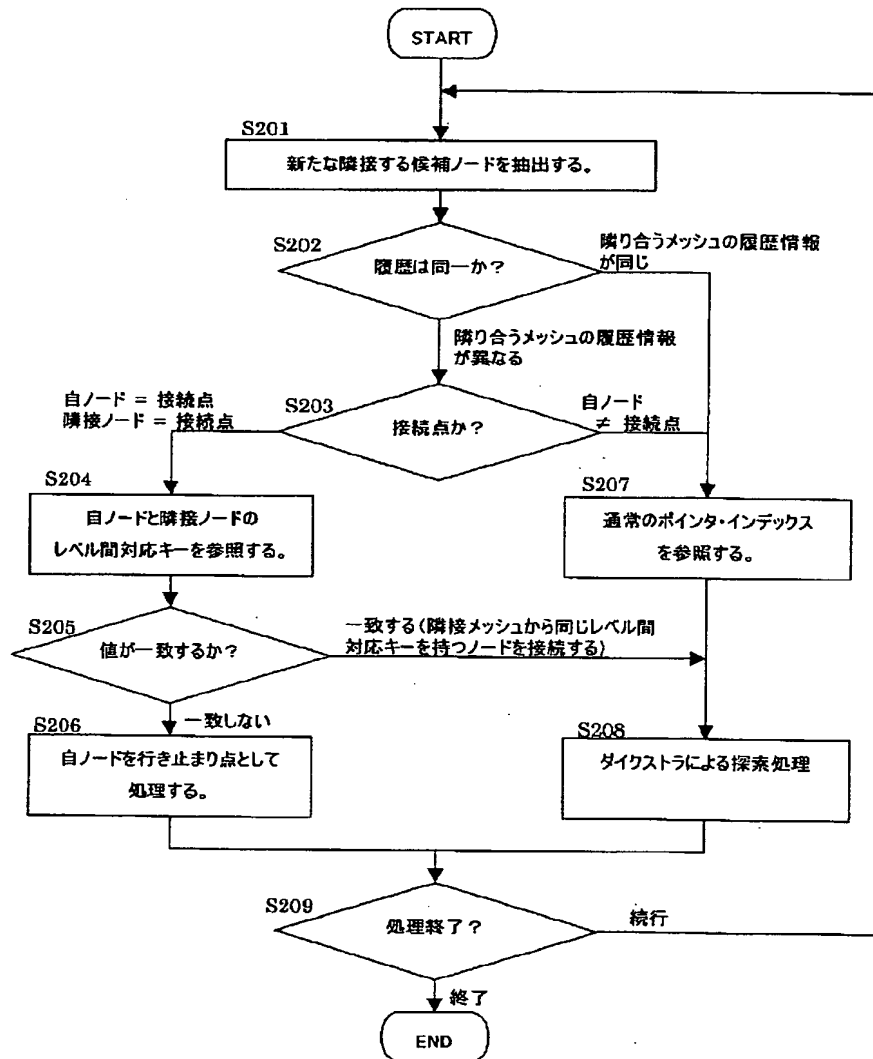 START
S201
新たな隣接する候補ノードを抽出する。
S202
履歴は同一か？
隣り合うメッシュの履歴情報
が同じ
隣り合うメッシュの履歴情報
が異なる
自ノード = 接続点
隣接ノード = 接続点
S203
接続点か？
自ノード
≠ 接続点
S204
自ノードと隣接ノードの
レベル間対応キーを参照する。
S207
通常のポインタ・インデックス
を参照する。
S205
値が一致するか？
一致する(隣接メッシュから同じレベル間
対応キーを持つノードを接続する)
一致しない
S206
自ノードを行き止まり点として
処理する。
S208
ダイクストラによる探索処理
S209
処理終了？
続行
終了
END